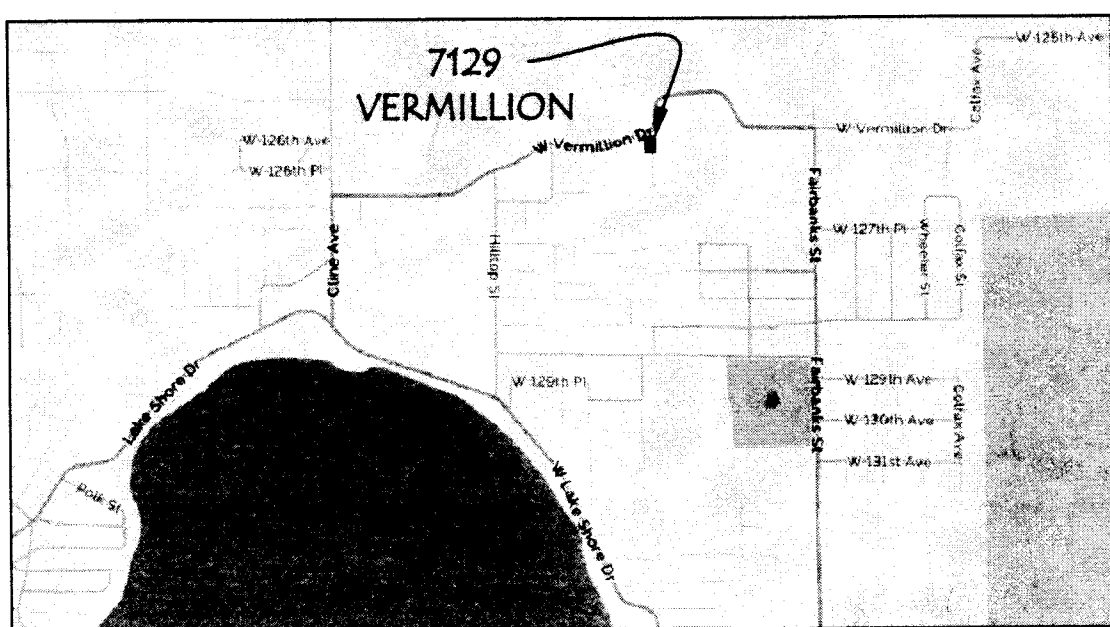 7129
VERMILLION
W 125th Ave
Colfax Ave
W 126th Ave
W 126th Pl
W Vermillion Dr
W Vermillion Dr
Fairbanks St
W 127th Pl
Wheeler St
Colfax St
Cline Ave
Hilltop St
Lake Shore Dr
W 129th Pl
Fairbanks St
W 129th Ave
W 130th Ave
Colfax Ave
W 131st Ave
Polk St
W Lake Shore Dr